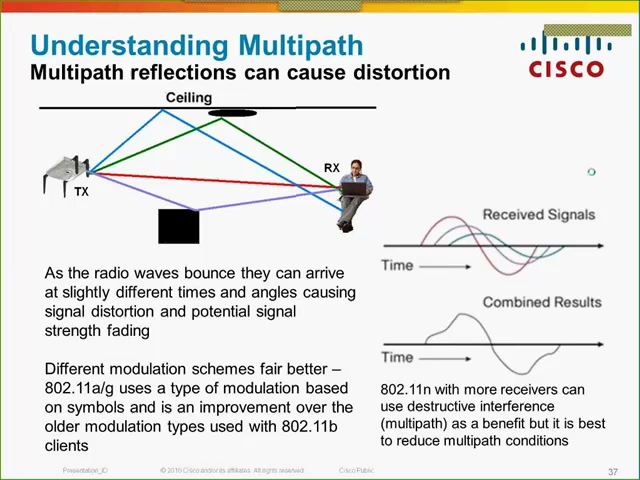 Understanding Multipath
Multipath reflections can cause distortion
CISCO
Ceiling
TX
RX
As the radio waves bounce they can arrive
at slightly different times and angles causing
signal distortion and potential signal
strength fading
Different modulation schemes fair better –
802.11a/g uses a type of modulation based
on symbols and is an improvement over the
older modulation types used with 802.11b
clients
Received Signals
Time
Combined Results
Time
802.11n with more receivers can
use destructive interference
(multipath) as a benefit but it is best
to reduce multipath conditions
Presentation_ID
© 2010 Cisco and/or its affiliates. All rights reserved.
Cisco Public
37